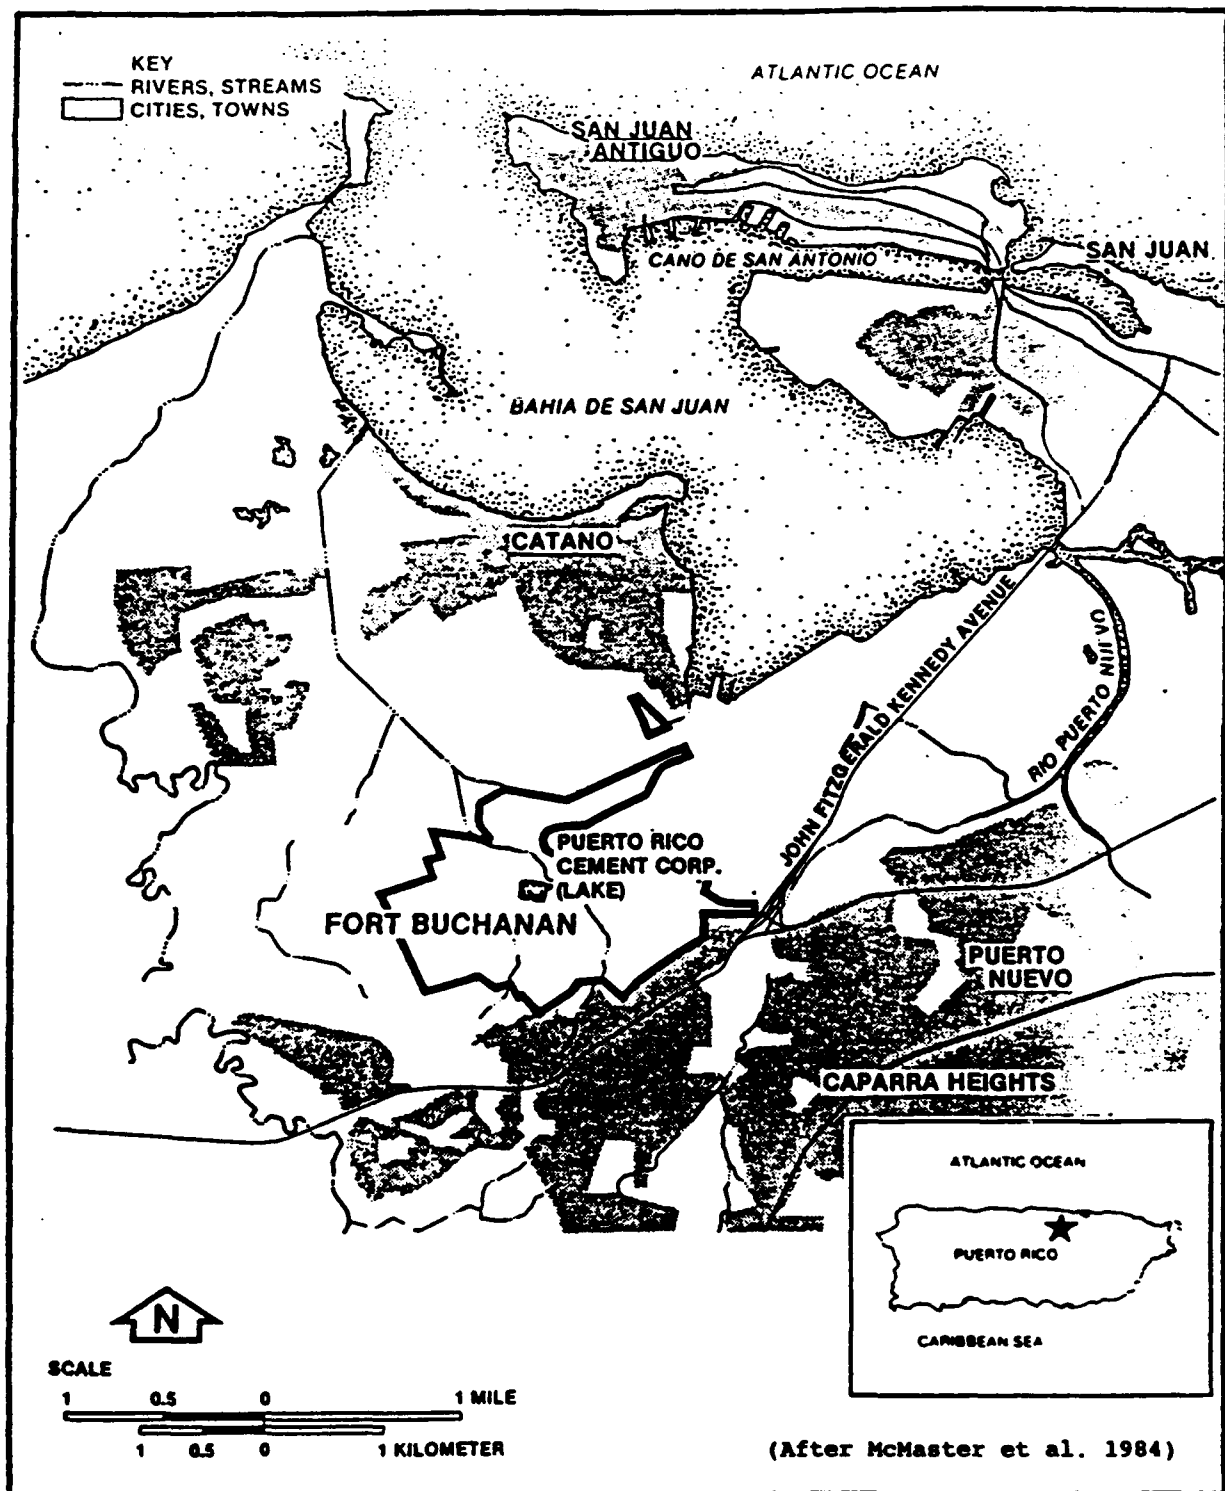 KEY
RIVERS, STREAMS
CITIES, TOWNS
ATLANTIC OCEAN
SAN JUAN
ANTIGUO
SAN JUAN
CANO DE SAN ANTONIO
BAHIA DE SAN JUAN
CATANO
JOHN FITZGERALD KENNEDY AVENUE
RIO PUERTO
PUERTO RICO
CEMENT CORP.
(LAKE)
FORT BUCHANAN
PUERTO
NUEVO
CAPARRA HEIGHTS
ATLANTIC OCEAN
PUERTO RICO
CARIBBEAN SEA
N
SCALE
1 0.5 0 1 MILE
1 0.5 0 1 KILOMETER
(After McMaster et al. 1984)